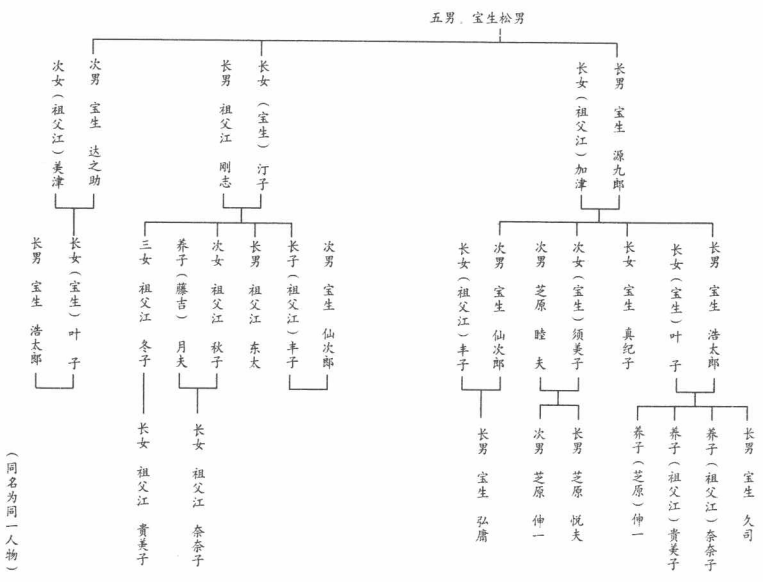 五男、宝生松男
长男 宝生 源九郎
长女(祖父江)加津
长女 (宝生) 汀子
长男 祖父江 刚志
次男 宝生 达之助
次女(祖父江)美津
长男 宝生 浩太郎
长女(宝生)叶 子
长女 宝生 真纪子
次女(宝生)须美子
次男 芝原 睦 夫
次男 宝生 仙次郎
长女(祖父江)丰子
次男 宝生 仙次郎
长子(祖父江)丰子
长男 祖父江 东太
次女 祖父江 秋子
养子(藤吉) 月夫
三女 祖父江 冬子
长女(宝生)叶 子
长男 宝生 浩太郎
长男 宝生 久司
养子(祖父江)奈奈子
养子(祖父江)贵美子
养子(芝原)伸一
长男 芝原 悦夫
次男 芝原 伸一
长男 宝生 弘庸
长女 祖父江 奈奈子
长女 祖父江 贵美子
(同名为同一人物)